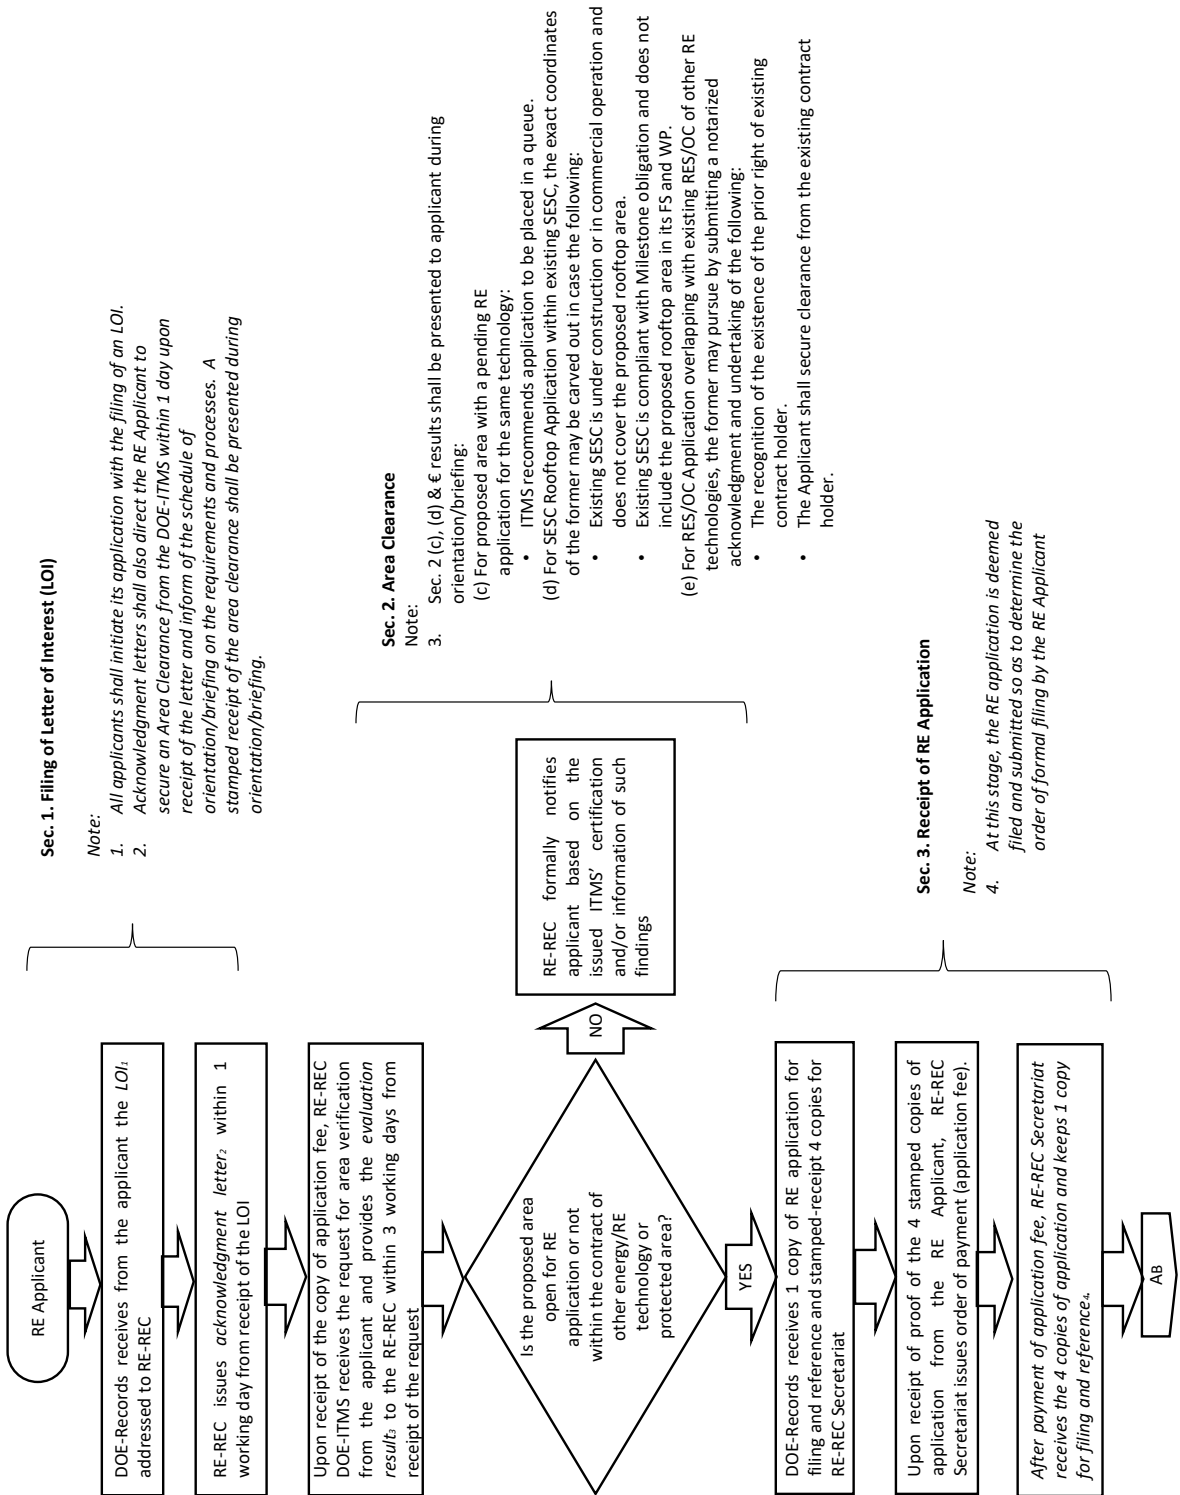 RE Applicant
DOE-Records receives from the applicant the LOI₁
addressed to RE-REC
RE-REC issues acknowledgment letter₂ within 1
working day from receipt of the LOI
Upon receipt of the copy of application fee, RE-REC
DOE-ITMS receives the request for area verification
from the applicant and provides the evaluation
result₃ to the RE-REC within 3 working days from
receipt of the request
Is the proposed area
open for RE
application or not
within the contract of
other energy/RE
technology or
protected area?
NO
RE-REC formally notifies
applicant based on the
issued ITMS’ certification
and/or information of such
findings
YES
DOE-Records receives 1 copy of RE application for
filing and reference and stamped-receipt 4 copies for
RE-REC Secretariat
Upon receipt of proof of the 4 stamped copies of
application from the RE Applicant, RE-REC
Secretariat issues order of payment (application fee).
After payment of application fee, RE-REC Secretariat
receives the 4 copies of application and keeps 1 copy
for filing and reference₄.
AB
Sec. 1. Filing of Letter of Interest (LOI)
Note:
1. All applicants shall initiate its application with the filing of an LOI.
2. Acknowledgment letters shall also direct the RE Applicant to
secure an Area Clearance from the DOE-ITMS within 1 day upon
receipt of the letter and inform of the schedule of
orientation/briefing on the requirements and processes. A
stamped receipt of the area clearance shall be presented during
orientation/briefing.
Sec. 2. Area Clearance
Note:
3. Sec. 2 (c), (d) & € results shall be presented to applicant during
orientation/briefing:
(c) For proposed area with a pending RE
application for the same technology:
• ITMS recommends application to be placed in a queue.
(d) For SESC Rooftop Application within existing SESC, the exact coordinates
of the former may be carved out in case the following:
• Existing SESC is under construction or in commercial operation and
does not cover the proposed rooftop area.
• Existing SESC is compliant with Milestone obligation and does not
include the proposed rooftop area in its FS and WP.
(e) For RES/OC Application overlapping with existing RES/OC of other RE
technologies, the former may pursue by submitting a notarized
acknowledgment and undertaking of the following:
• The recognition of the existence of the prior right of existing
contract holder.
• The Applicant shall secure clearance from the existing contract
holder.
Sec. 3. Receipt of RE Application
Note:
4. At this stage, the RE application is deemed
filed and submitted so as to determine the
order of formal filing by the RE Applicant